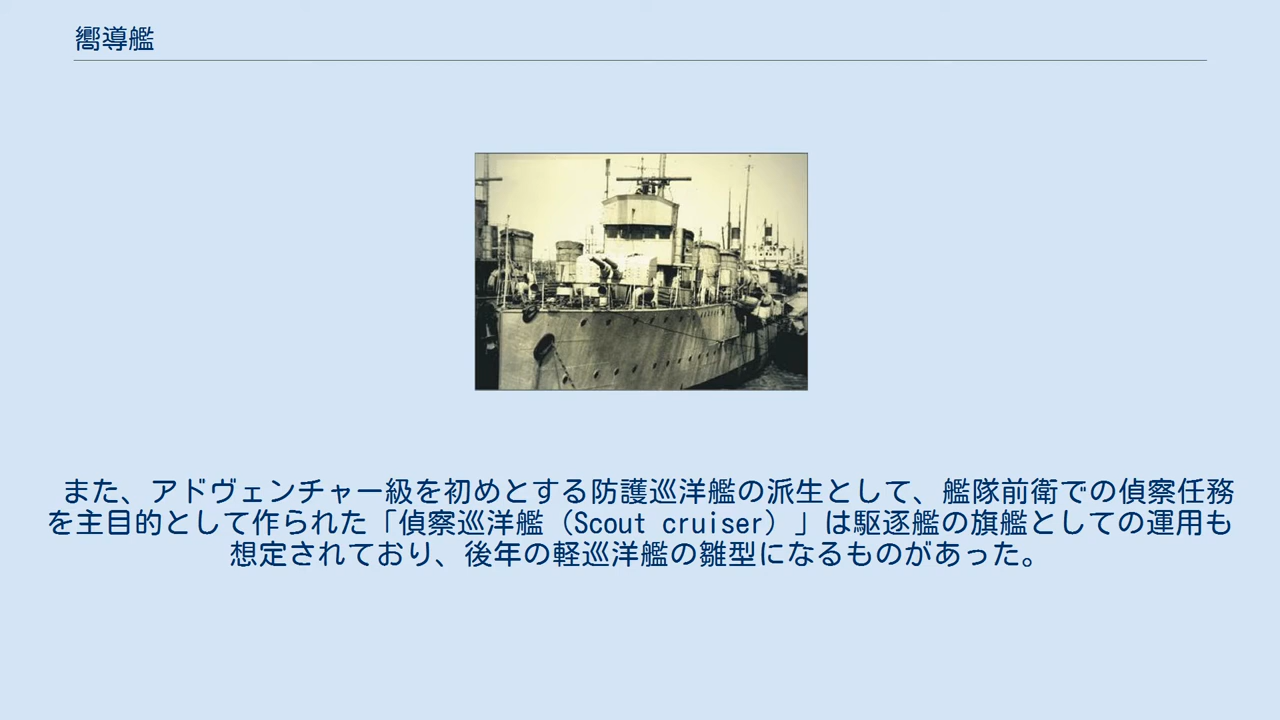 嚮導艦
また、アドヴェンチャー級を初めとする防護巡洋艦の派生として、艦隊前衛での偵察任務
を主目的として作られた「偵察巡洋艦（Scout cruiser）」は駆逐艦の旗艦としての運用も
想定されており、後年の軽巡洋艦の雛型になるものがあった。